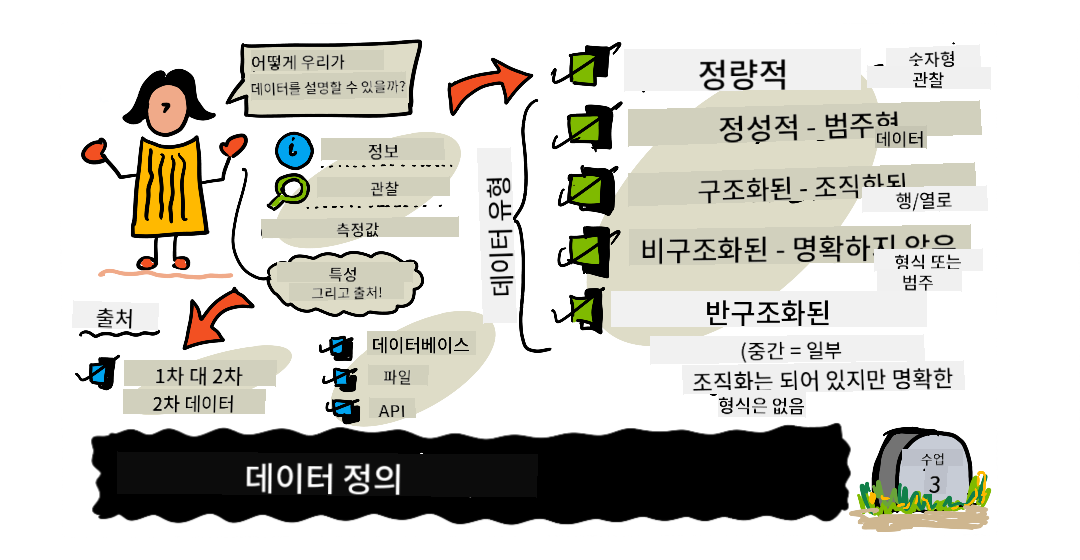 어떻게 우리가
데이터를 설명할 수 있을까?
정보
관찰
측정값
특성
그리고 출처!
출처
1차 대 2차
2차 데이터
데이터베이스
파일
API
데이터 유형
정량적
숫자형
관찰
정성적 - 범주형
데이터
구조화된 - 조직화된
행/열로
비구조화된 - 명확하지 않은
형식 또는
범주
반구조화된
(중간 = 일부
조직화는 되어 있지만 명확한
형식은 없음
데이터 정의
수업
3